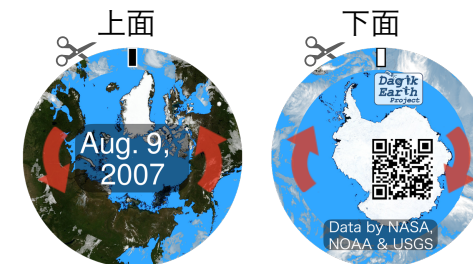 上面
下面
Aug. 9,
2007
Dagik
Earth
Project
Data by NASA,
NOAA & USGS